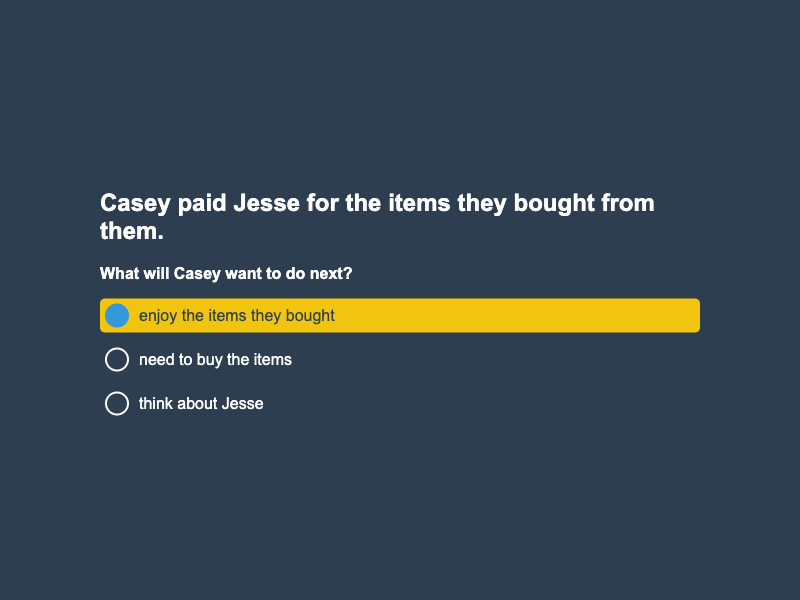 Casey paid Jesse for the items they bought from
them.
What will Casey want to do next?
enjoy the items they bought
need to buy the items
think about Jesse